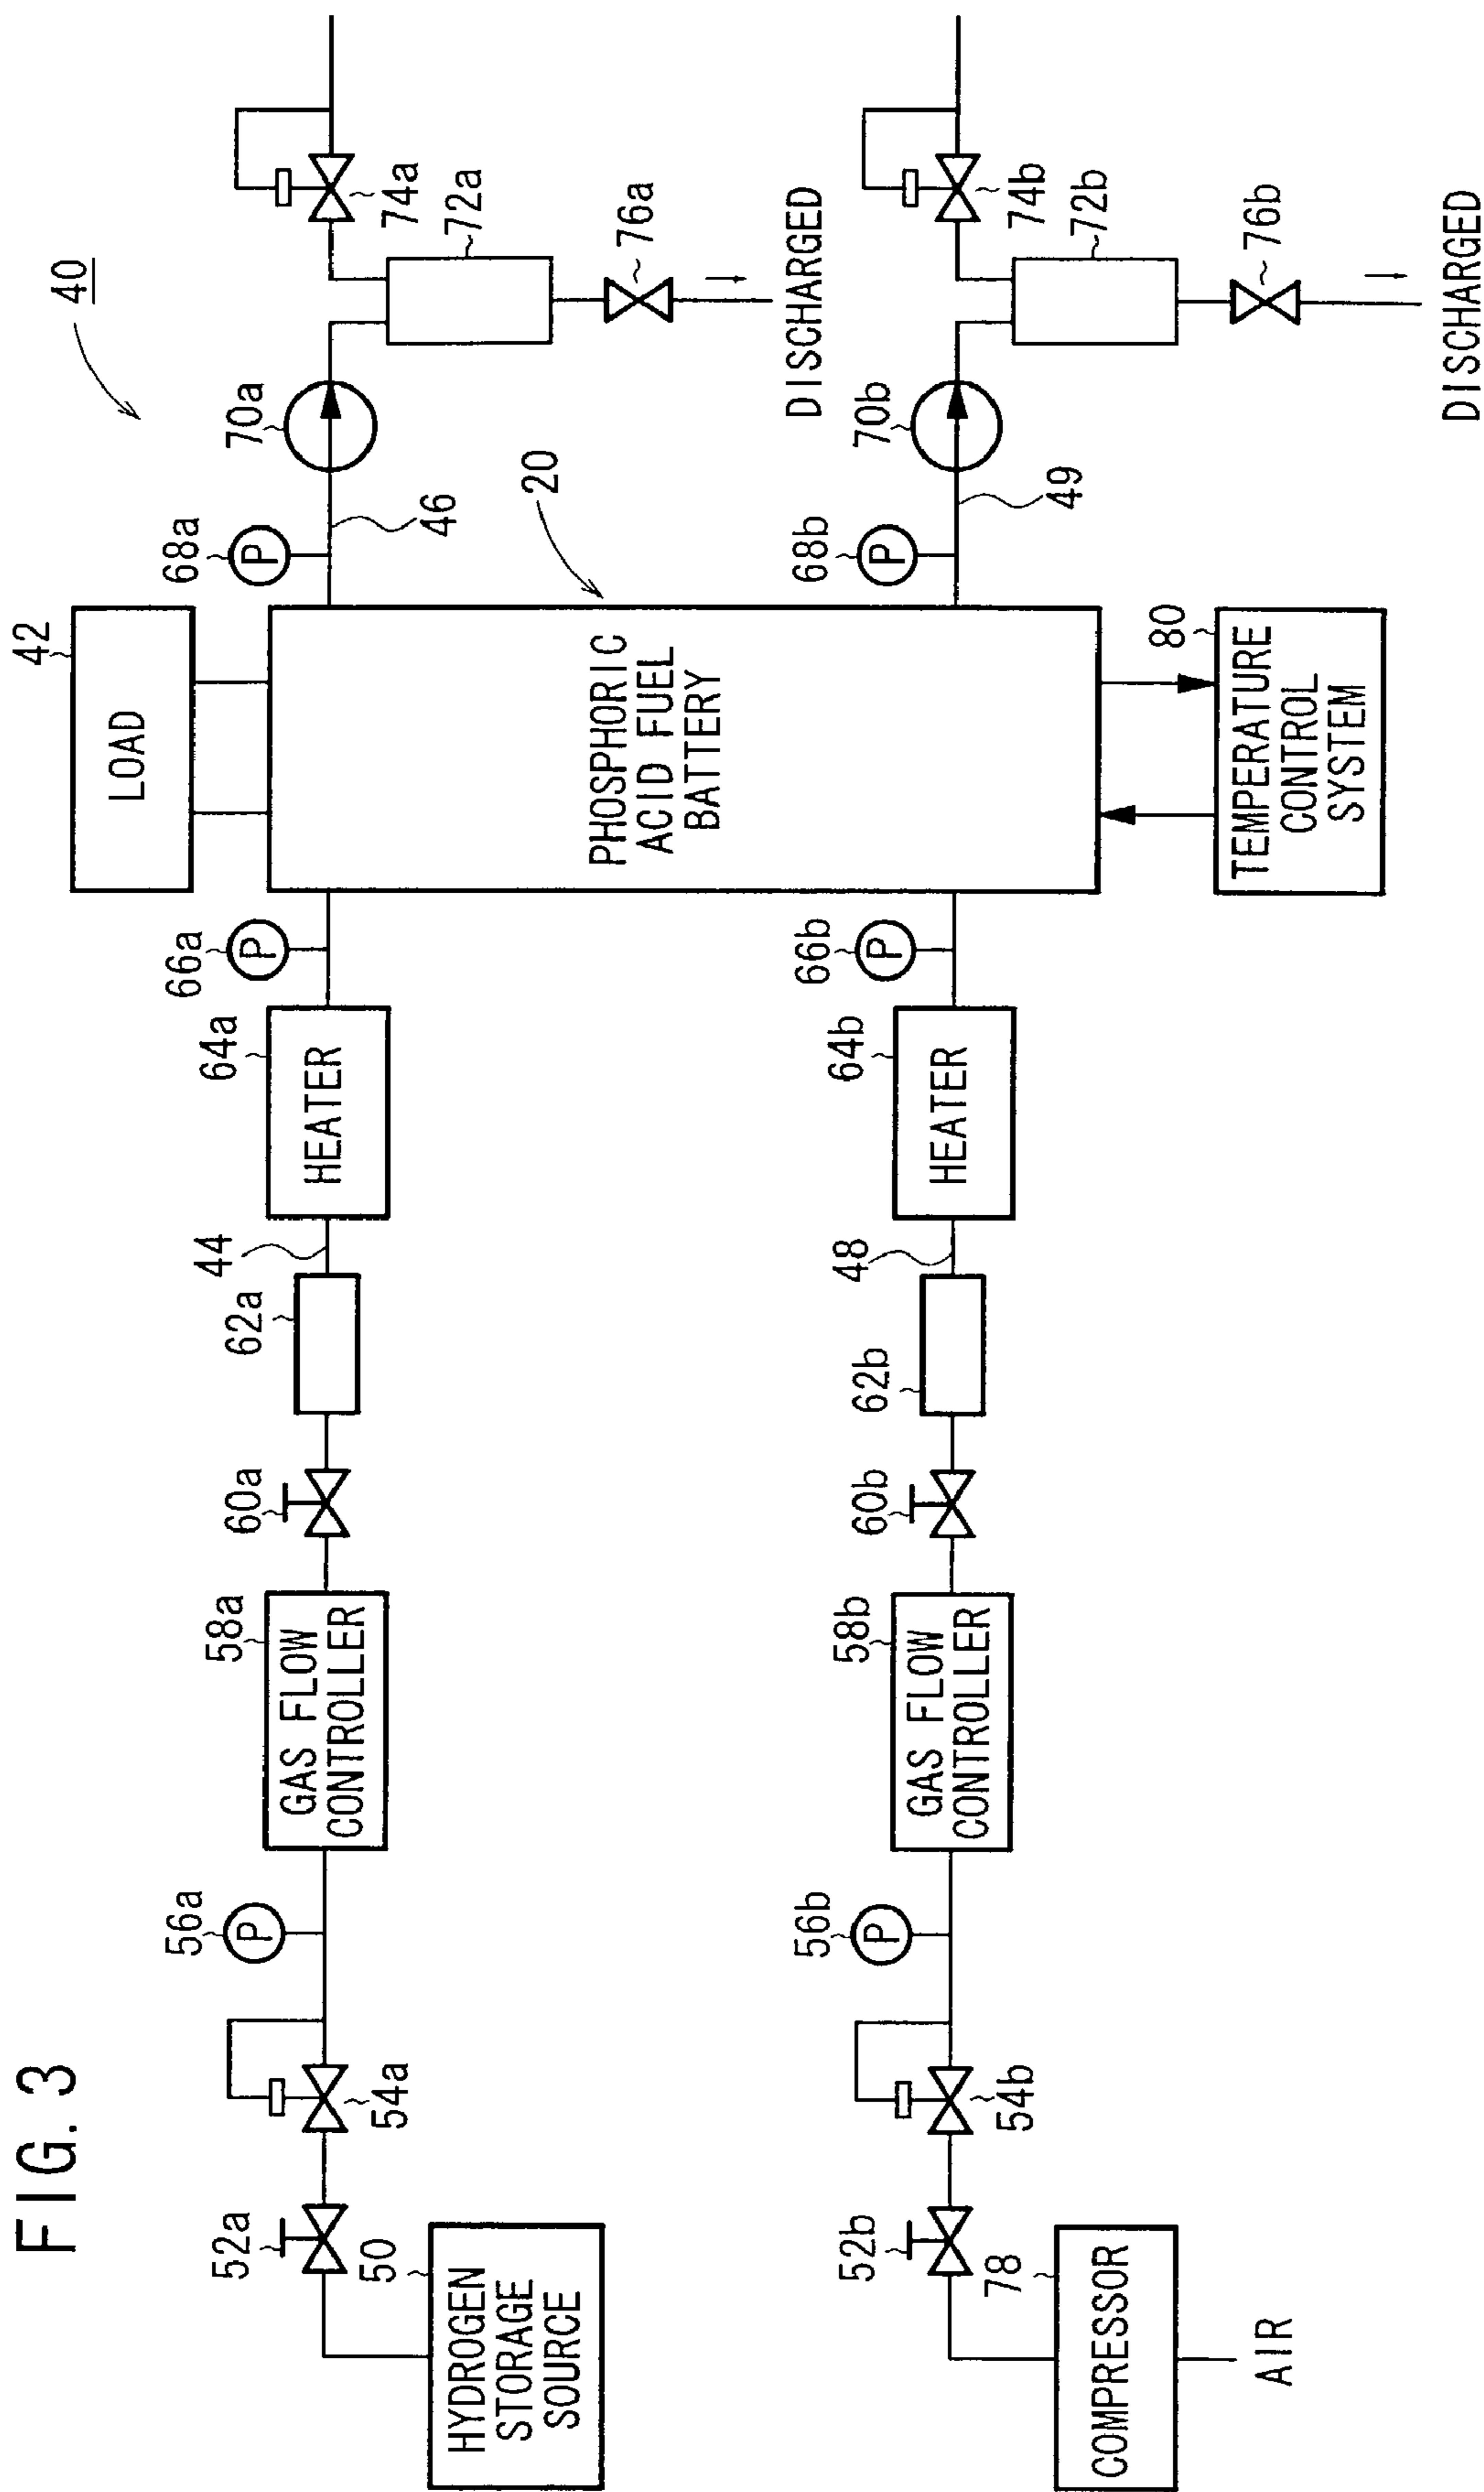 FIG. 3
40
42
LOAD
68a
P
46
70a
72a
74a
76a
DISCHARGED
HYDROGEN
STORAGE
SOURCE
50
52a
54a
56a
P
58a
GAS FLOW
CONTROLLER
60a
62a
44
64a
HEATER
66a
P
20
PHOSPHORIC
ACID FUEL
BATTERY
AIR
COMPRESSOR
78
52b
54b
56b
P
58b
GAS FLOW
CONTROLLER
60b
62b
48
64b
HEATER
66b
P
68b
P
49
70b
72b
74b
76b
DISCHARGED
80
TEMPERATURE
CONTROL
SYSTEM